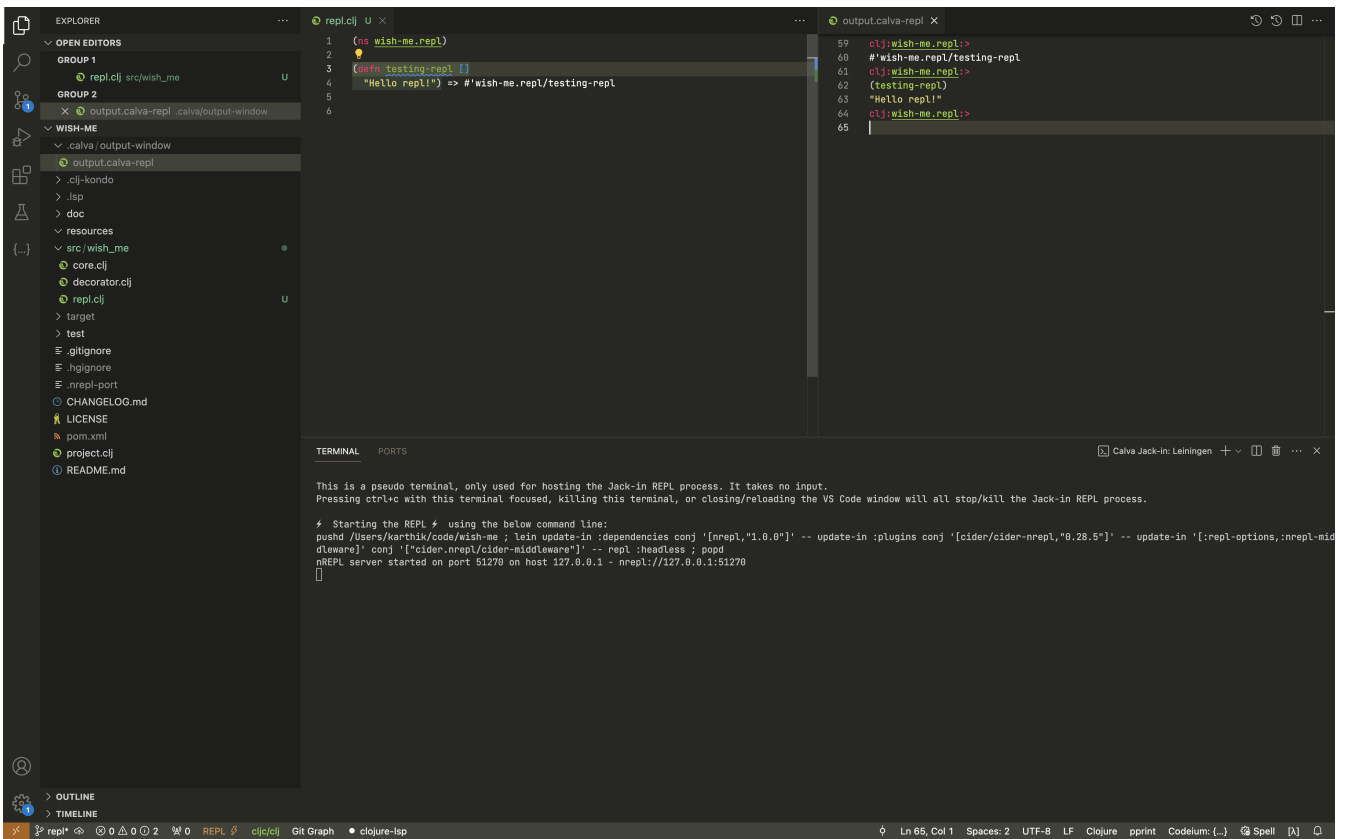 EXPLORER
OPEN EDITORS
GROUP 1
repl.clj src/wish_me U
GROUP 2
output.calva-repl .calva/output-window
WISH-ME
.calva/output-window
output.calva-repl
.clj-kondo
.lsp
doc
resources
src/wish_me
core.clj
decorator.clj
repl.clj U
target
test
.gitignore
.hgignore
.nrepl-port
CHANGELOG.md
LICENSE
pom.xml
project.clj
README.md
OUTLINE
TIMELINE
repl.clj U
1 (ns wish-me.repl)
2
3 (defn testing-repl []
4 "Hello repl!") => #'wish-me.repl/testing-repl
5
6
output.calva-repl
59 clj:wish-me.repl:>
60 #'wish-me.repl/testing-repl
61 clj:wish-me.repl:>
62 (testing-repl)
63 "Hello repl!"
64 clj:wish-me.repl:>
65
TERMINAL PORTS
Calva Jack-in: Leiningen
This is a pseudo terminal, only used for hosting the Jack-in REPL process. It takes no input.
Pressing ctrl+c with this terminal focused, killing this terminal, or closing/reloading the VS Code window will all stop/kill the Jack-in REPL process.
⚡ Starting the REPL ⚡ using the below command line:
pushd /Users/karthik/code/wish-me ; lein update-in :dependencies conj '[nrepl,"1.0.0"]' -- update-in :plugins conj '[cider/cider-nrepl,"0.28.5"]' -- update-in '[:repl-options,:nrepl-mid
dleware]' conj '["cider.nrepl/cider-middleware"]' -- repl :headless ; popd
nREPL server started on port 51270 on host 127.0.0.1 - nrepl://127.0.0.1:51270
1
1
repl* 0 0 2 0 REPL cljc/clj Git Graph clojure-lsp Ln 65, Col 1 Spaces: 2 UTF-8 LF Clojure pprint Codeium: {...} Spell [λ]